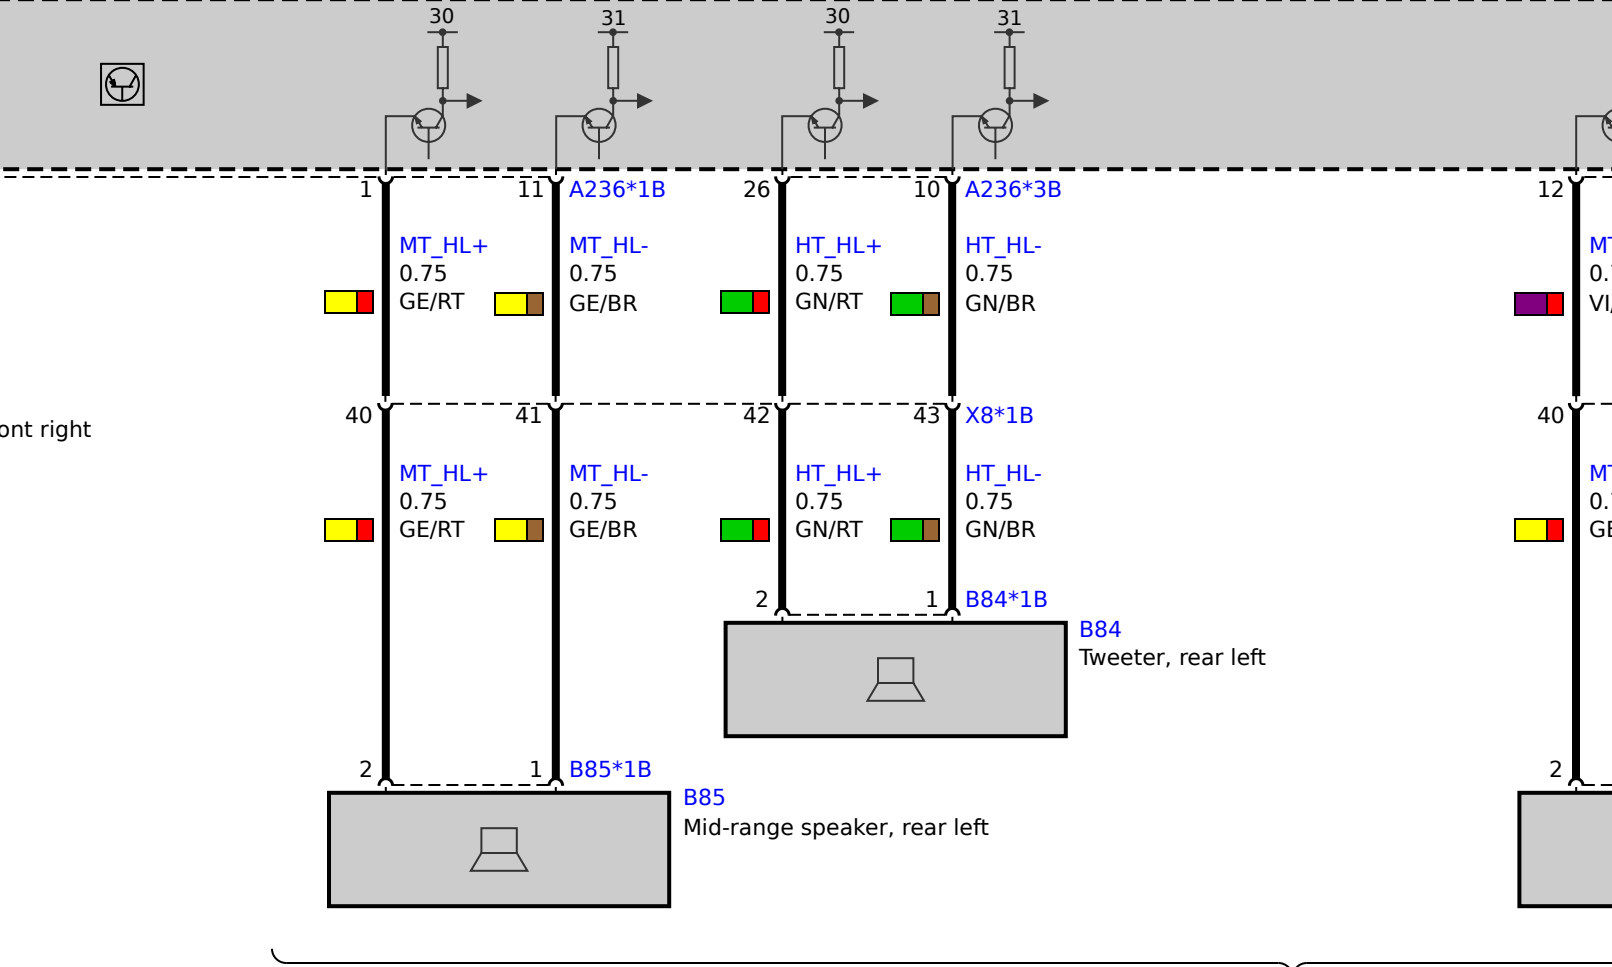 30 31 30 31
1 11 A236*1B 26 10 A236*3B 12
MT_HL+ MT_HL- HT_HL+ HT_HL-
0.75 0.75 0.75 0.75
GE/RT GE/BR GN/RT GN/BR
40 41 42 43 X8*1B 40
ont right
MT_HL+ MT_HL- HT_HL+ HT_HL-
0.75 0.75 0.75 0.75
GE/RT GE/BR GN/RT GN/BR
2 1 B84*1B
B84
Tweeter, rear left
2 1 B85*1B 2
B85
Mid-range speaker, rear left